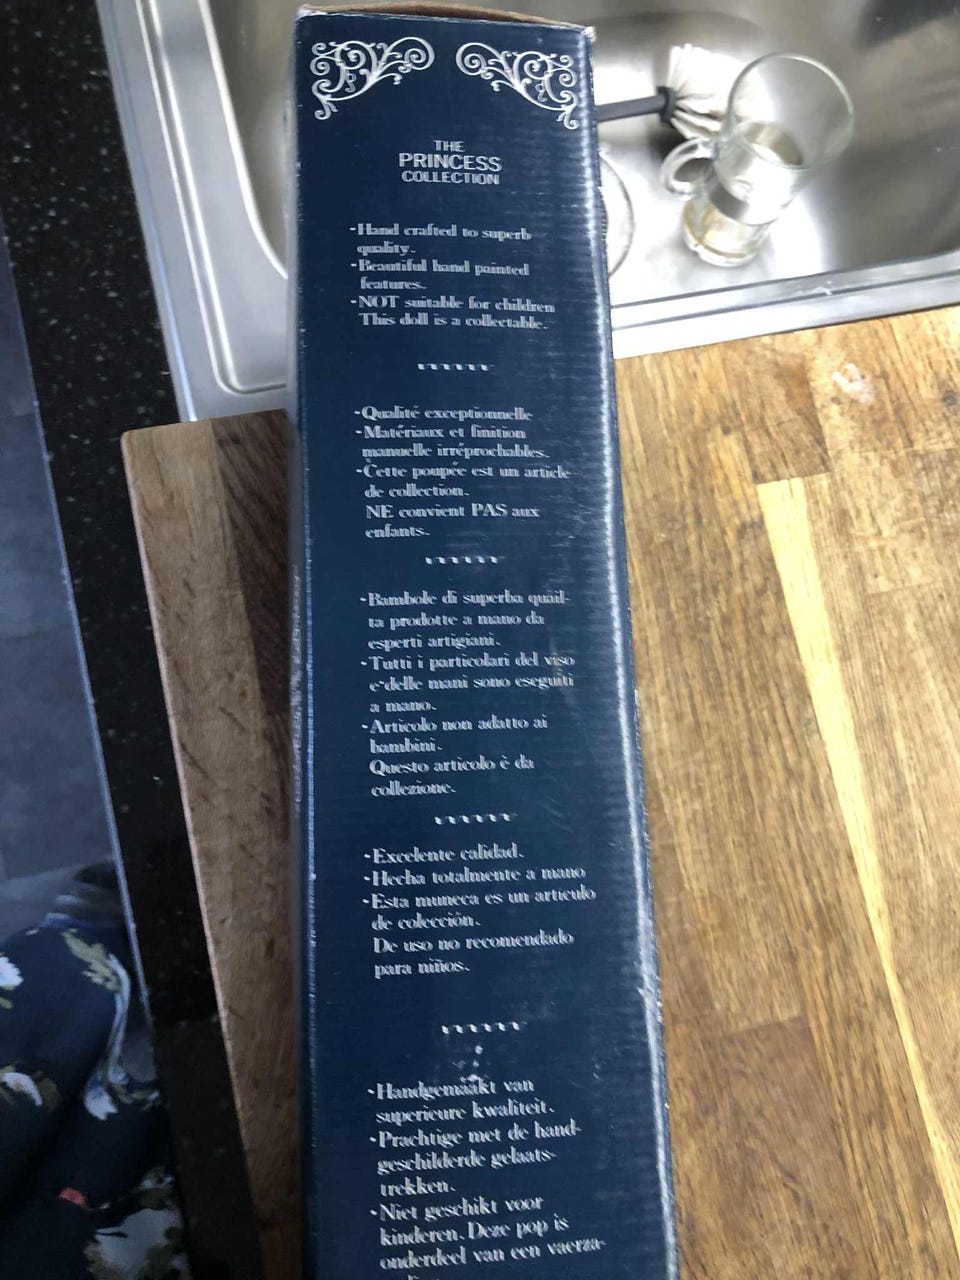 THE
PRINCESS
COLLECTION
•Hand crafted to superb
quality.
•Beautiful hand painted
features.
•NOT suitable for children
This doll is a collectable.
•Qualité exceptionnelle
•Matériaux et finition
manuelle irréprochables.
•Cette poupée est un article
de collection.
NE convient PAS aux
enfants.
•Bambole di superba quail-
ta prodotte a mano da
esperti artigiani.
•Tutti i particolari del viso
e delle mani sono eseguiti
a mano.
•Articolo non adatto ai
bambini.
Questo articolo è da
collezione.
•Excelente calidad.
•Hecha totalmente a mano
•Esta muneca es un articulo
de colección.
De uso no recomendado
para niños.
•Handgemaakt van
superieure kwaliteit.
•Prachtige met de hand-
geschilderde gelaats-
trekken.
•Niet geschikt voor
kinderen. Deze pop is
onderdeel van een vaerza-